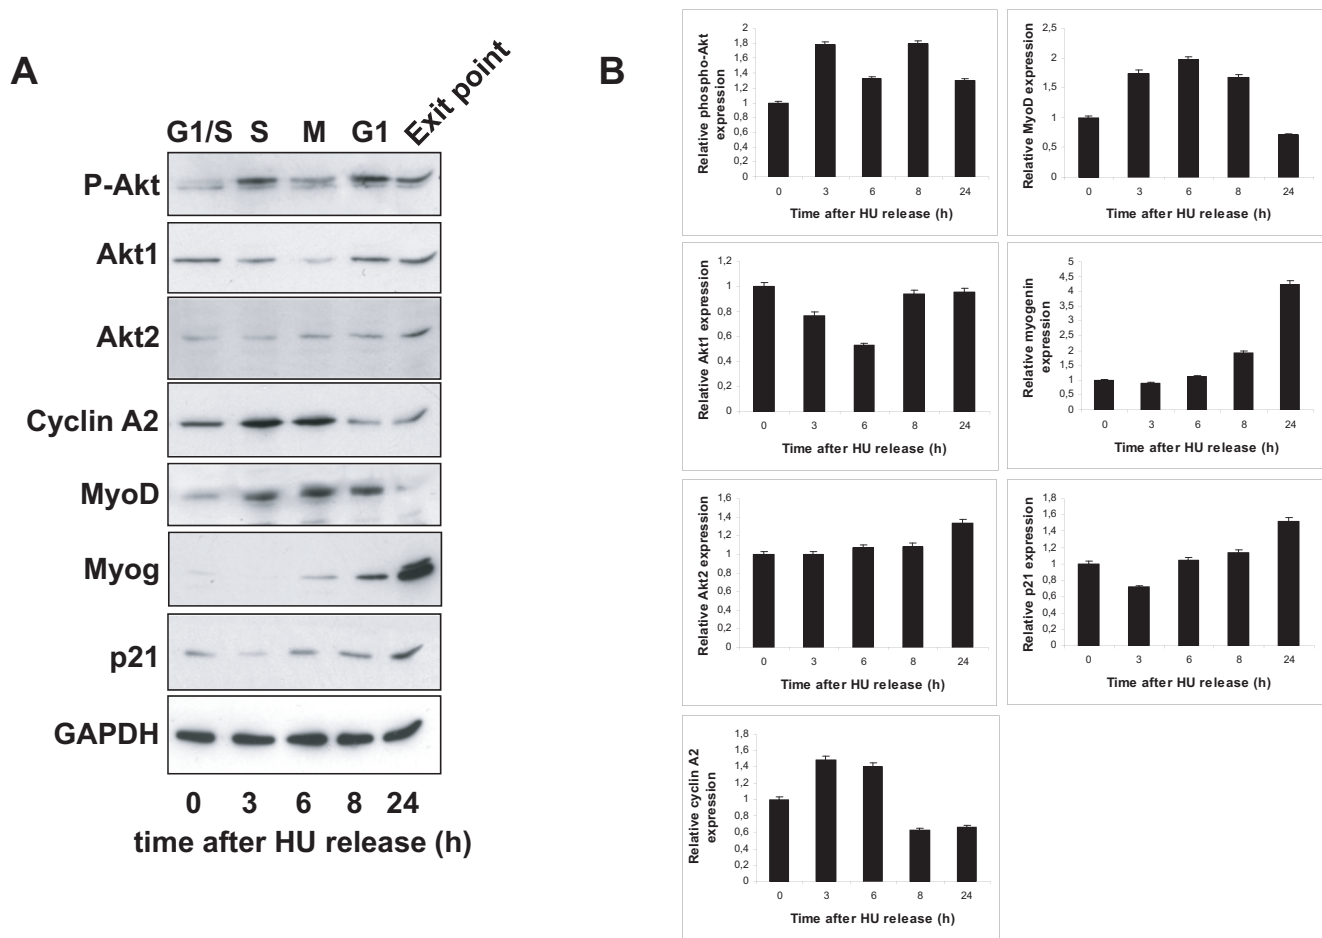 A
G1/S S M G1 Exit point
P-Akt
Akt1
Akt2
Cyclin A2
MyoD
Myog
p21
GAPDH
0 3 6 8 24
time after HU release (h)
B
Relative phospho-Akt
expression
2
1,8
1,6
1,4
1,2
1
0,8
0,6
0,4
0,2
0
0 3 6 8 24
Time after HU release (h)
Relative MyoD expression
2,5
2
1,5
1
0,5
0
0 3 6 8 24
Time after HU release (h)
Relative Akt1 expression
1,2
1
0,8
0,6
0,4
0,2
0
0 3 6 8 24
Time after HU release (h)
Relative myogenin
expression
5
4,5
4
3,5
3
2,5
2
1,5
1
0,5
0
0 3 6 8 24
Time after HU release (h)
Relative Akt2 expression
1,6
1,4
1,2
1
0,8
0,6
0,4
0,2
0
0 3 6 8 24
Time after HU release (h)
Relative p21 expression
1,8
1,6
1,4
1,2
1
0,8
0,6
0,4
0,2
0
0 3 6 8 24
Time after HU release (h)
Relative cyclin A2
expression
1,8
1,6
1,4
1,2
1
0,8
0,6
0,4
0,2
0
0 3 6 8 24
Time after HU release (h)